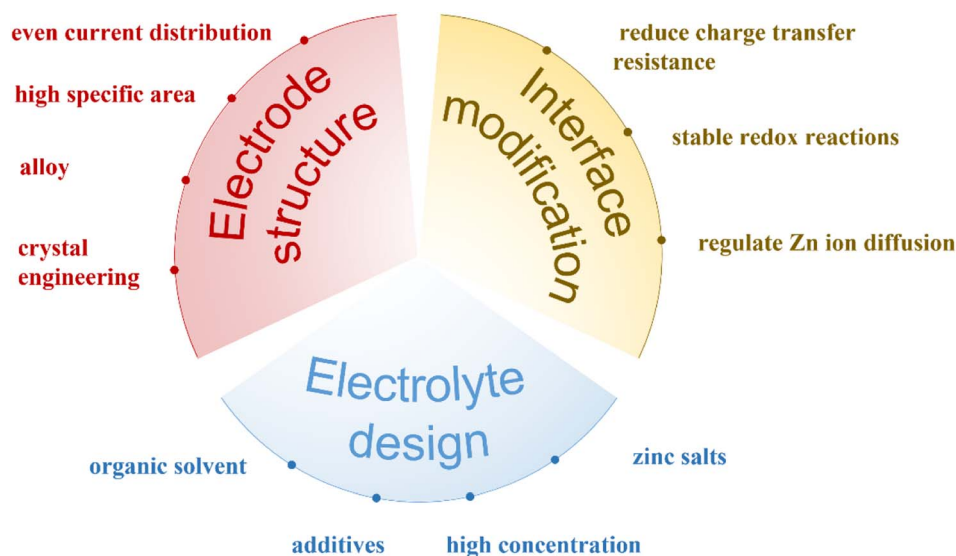 even current distribution
high specific area
alloy
crystal
engineering
Electrode
structure
Interface
modification
reduce charge transfer
resistance
stable redox reactions
regulate Zn ion diffusion
Electrolyte
design
organic solvent
additives
high concentration
zinc salts